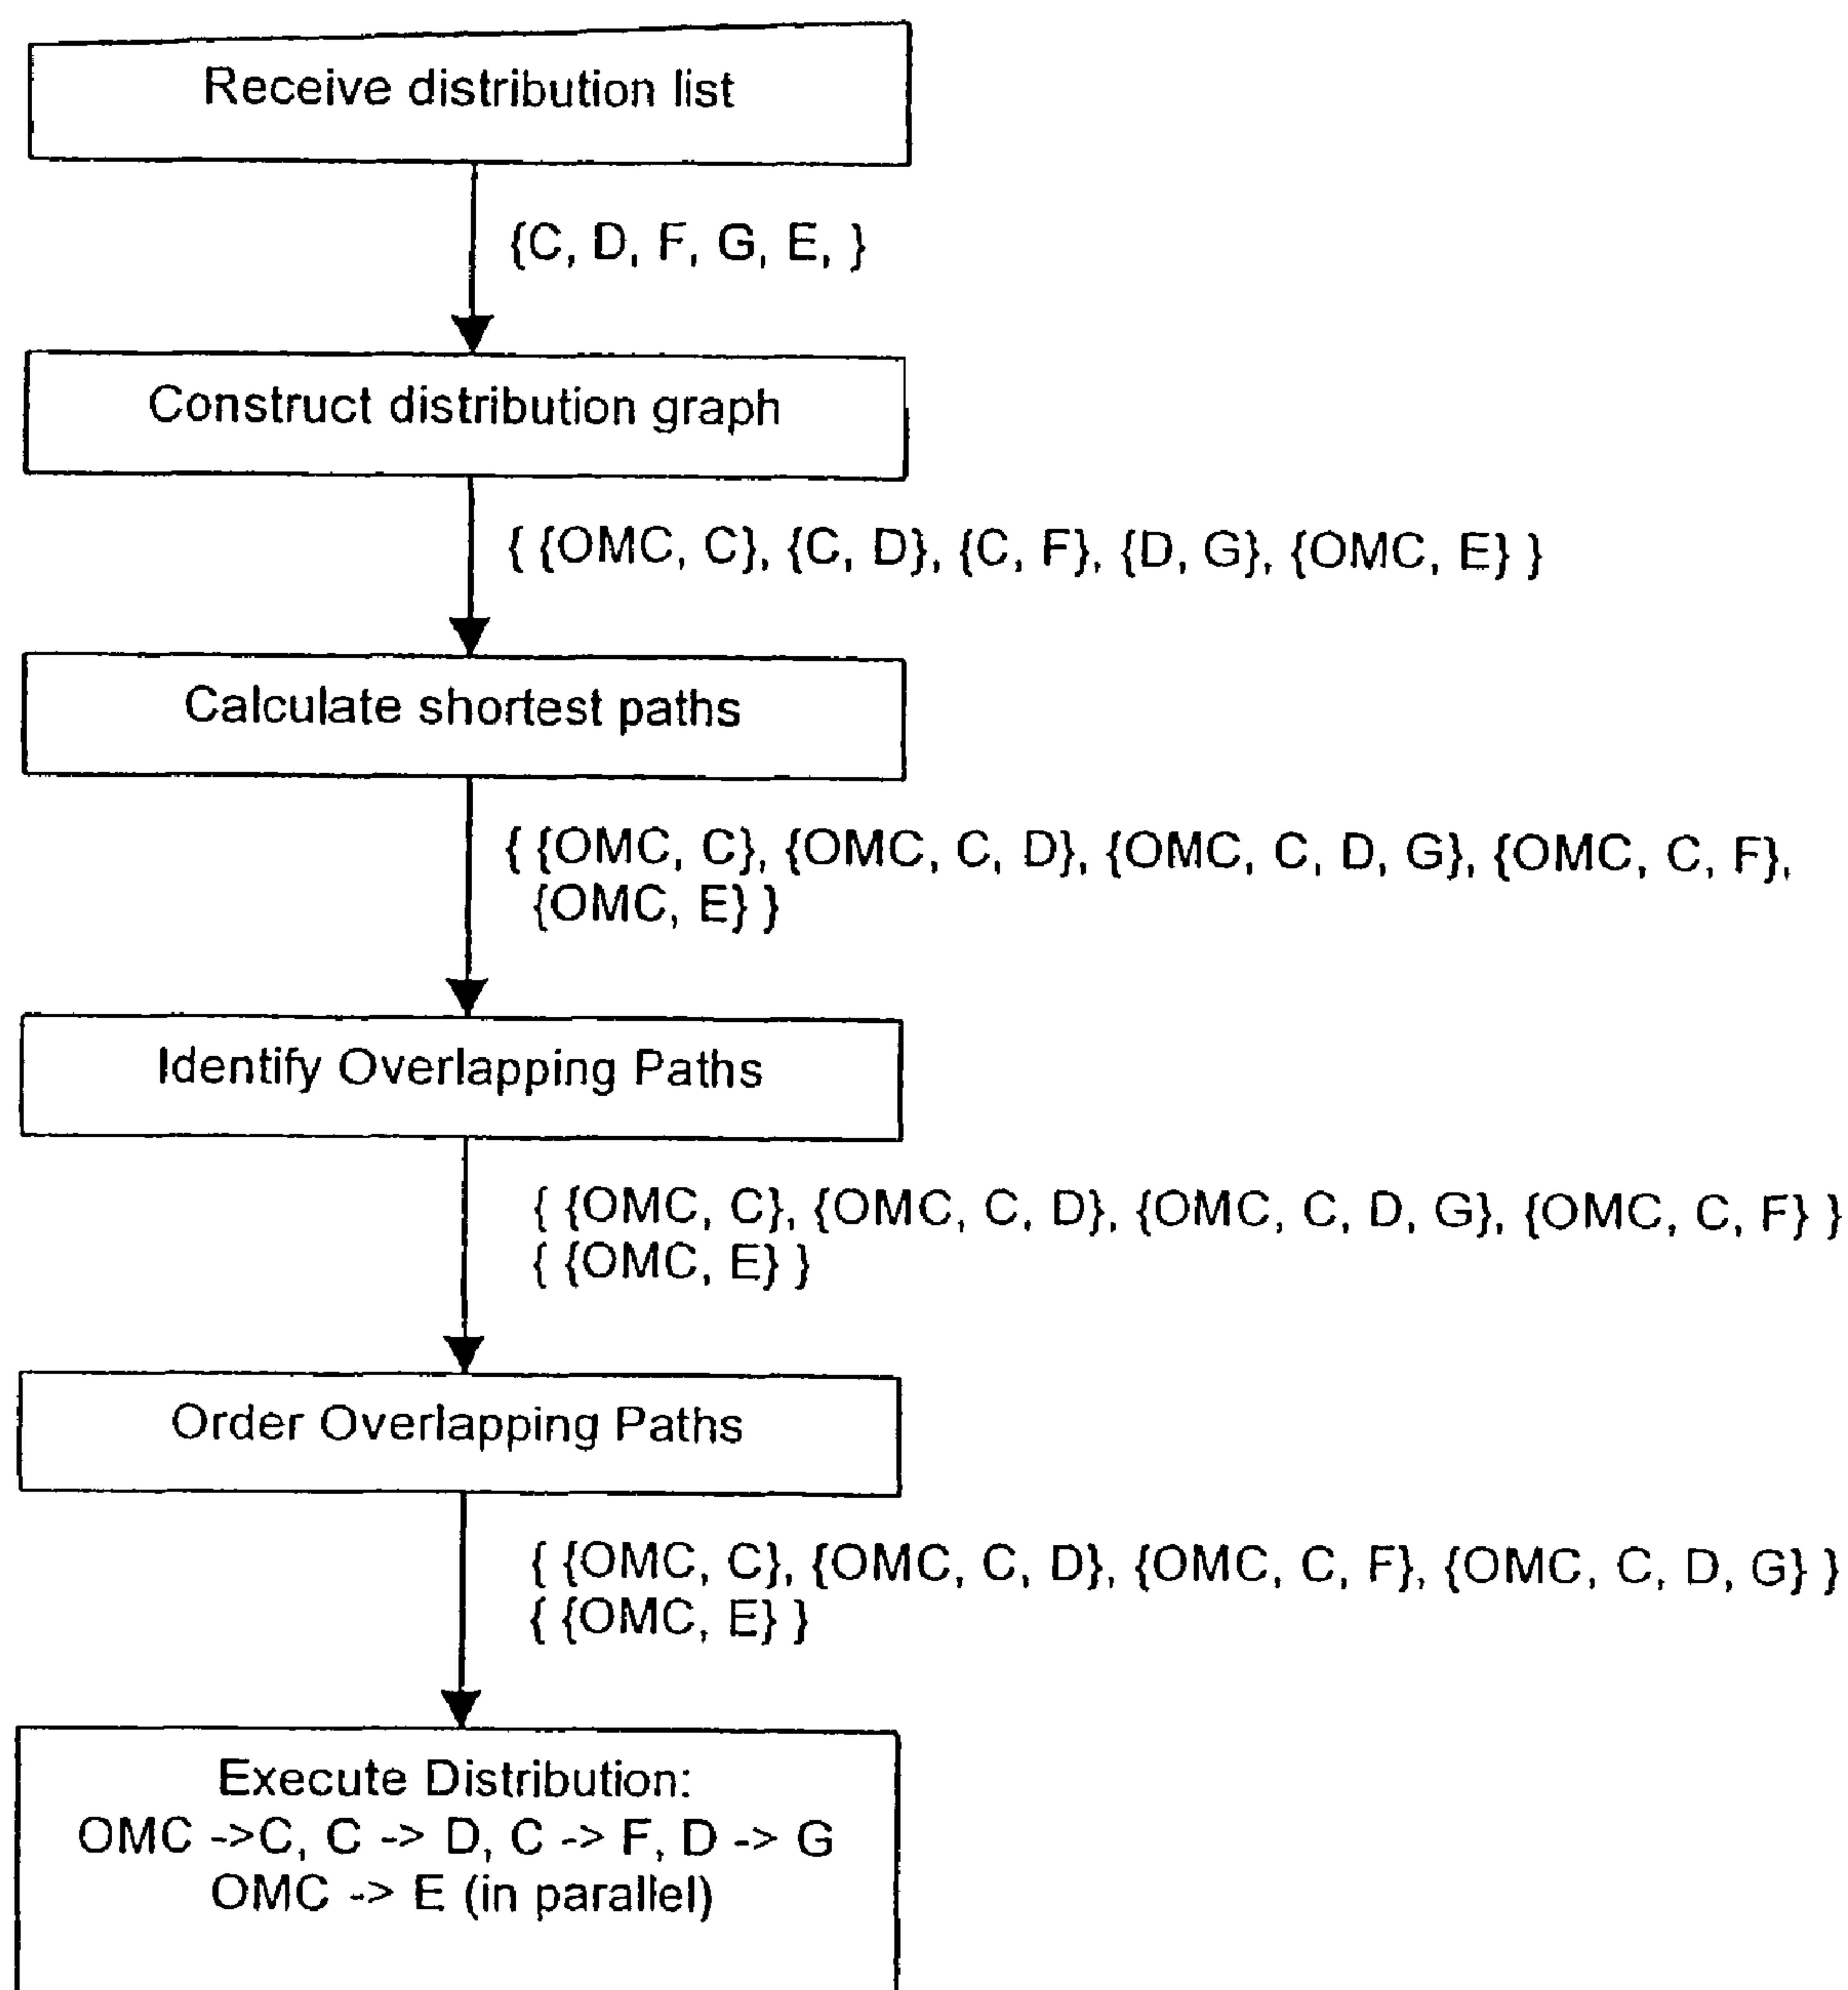 Receive distribution list
{C, D, F, G, E, }
Construct distribution graph
{ {OMC, C}, {C, D}, {C, F}, {D, G}, {OMC, E} }
Calculate shortest paths
{ {OMC, C}, {OMC, C, D}, {OMC, C, D, G}, {OMC, C, F},
{OMC, E} }
Identify Overlapping Paths
{ {OMC, C}, {OMC, C, D}, {OMC, C, D, G}, {OMC, C, F} }
{ {OMC, E} }
Order Overlapping Paths
{ {OMC, C}, {OMC, C, D}, {OMC, C, F}, {OMC, C, D, G} }
{ {OMC, E} }
Execute Distribution:
OMC ->C, C -> D, C -> F, D -> G
OMC -> E (in parallel)